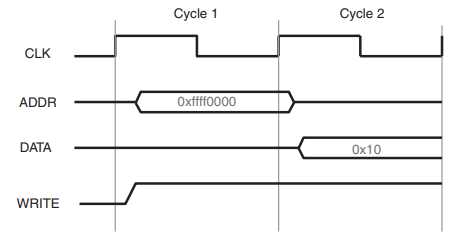 Cycle 1 Cycle 2
CLK
ADDR 0xffff0000
DATA 0x10
WRITE